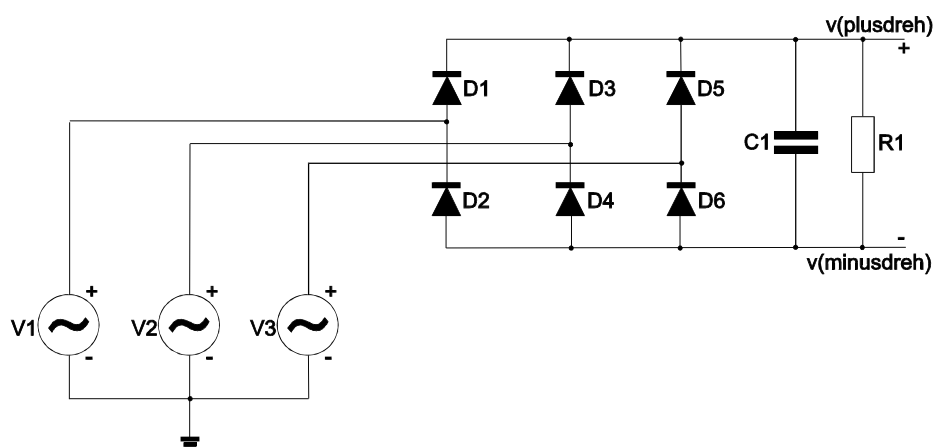 v(plusdreh)
+
D1 D3 D5
C1 R1
D2 D4 D6
-
v(minusdreh)
+ + +
V1 V2 V3
- - -